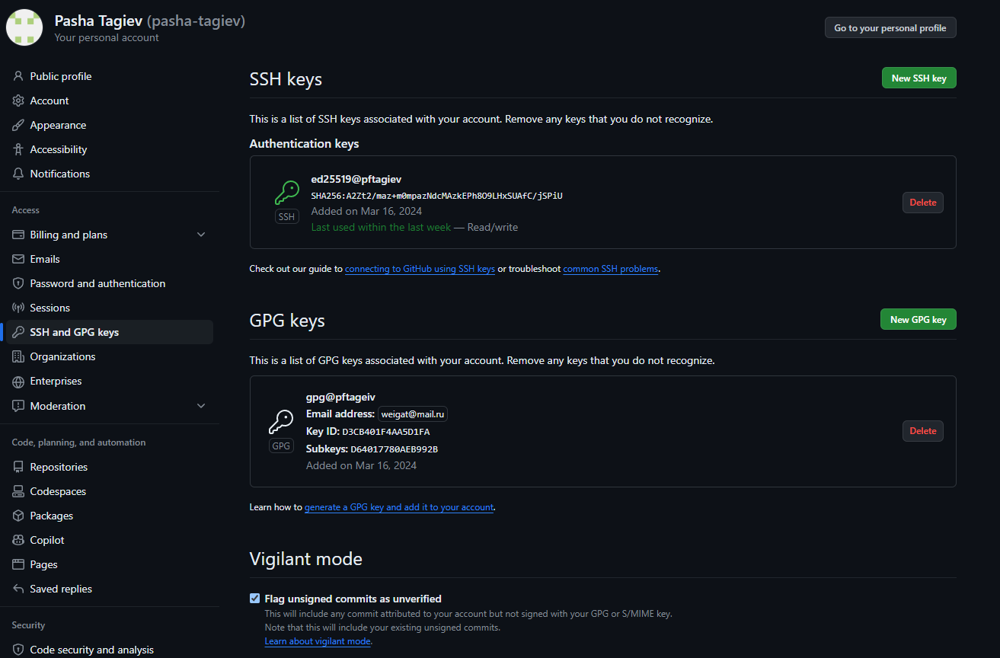 Pasha Tagiev (pasha-tagiev)
Your personal account
Go to your personal profile
Public profile
Account
Appearance
Accessibility
Notifications
Access
Billing and plans
Emails
Password and authentication
Sessions
SSH and GPG keys
Organizations
Enterprises
Moderation
Code, planning, and automation
Repositories
Codespaces
Packages
Copilot
Pages
Saved replies
Security
Code security and analysis
SSH keys
New SSH key
This is a list of SSH keys associated with your account. Remove any keys that you do not recognize.
Authentication keys
ed25519@pftagiev
SHA256:A2Zt2/maz+m0mpazNdcMAzkEPh8O9LHxSUAfC/jSPiU
SSH
Added on Mar 16, 2024
Last used within the last week — Read/write
Delete
Check out our guide to connecting to GitHub using SSH keys or troubleshoot common SSH problems.
GPG keys
New GPG key
This is a list of GPG keys associated with your account. Remove any keys that you do not recognize.
gpg@pftageiv
Email address: weigat@mail.ru
Key ID: D3CB401F4AA5D1FA
GPG
Subkeys: D64017780AEB992B
Added on Mar 16, 2024
Delete
Learn how to generate a GPG key and add it to your account.
Vigilant mode
Flag unsigned commits as unverified
This will include any commit attributed to your account but not signed with your GPG or S/MIME key.
Note that this will include your existing unsigned commits.
Learn about vigilant mode.